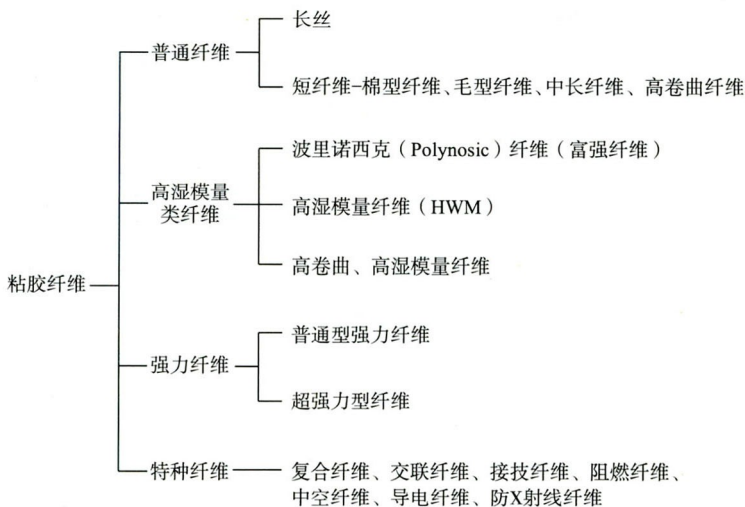 长丝
普通纤维
短纤维-棉型纤维、毛型纤维、中长纤维、高卷曲纤维
波里诺西克（Polynosic）纤维（富强纤维）
高湿模量
类纤维
高湿模量纤维（HWM）
高卷曲、高湿模量纤维
粘胶纤维
普通型强力纤维
强力纤维
超强力型纤维
特种纤维
复合纤维、交联纤维、接技纤维、阻燃纤维、
中空纤维、导电纤维、防X射线纤维